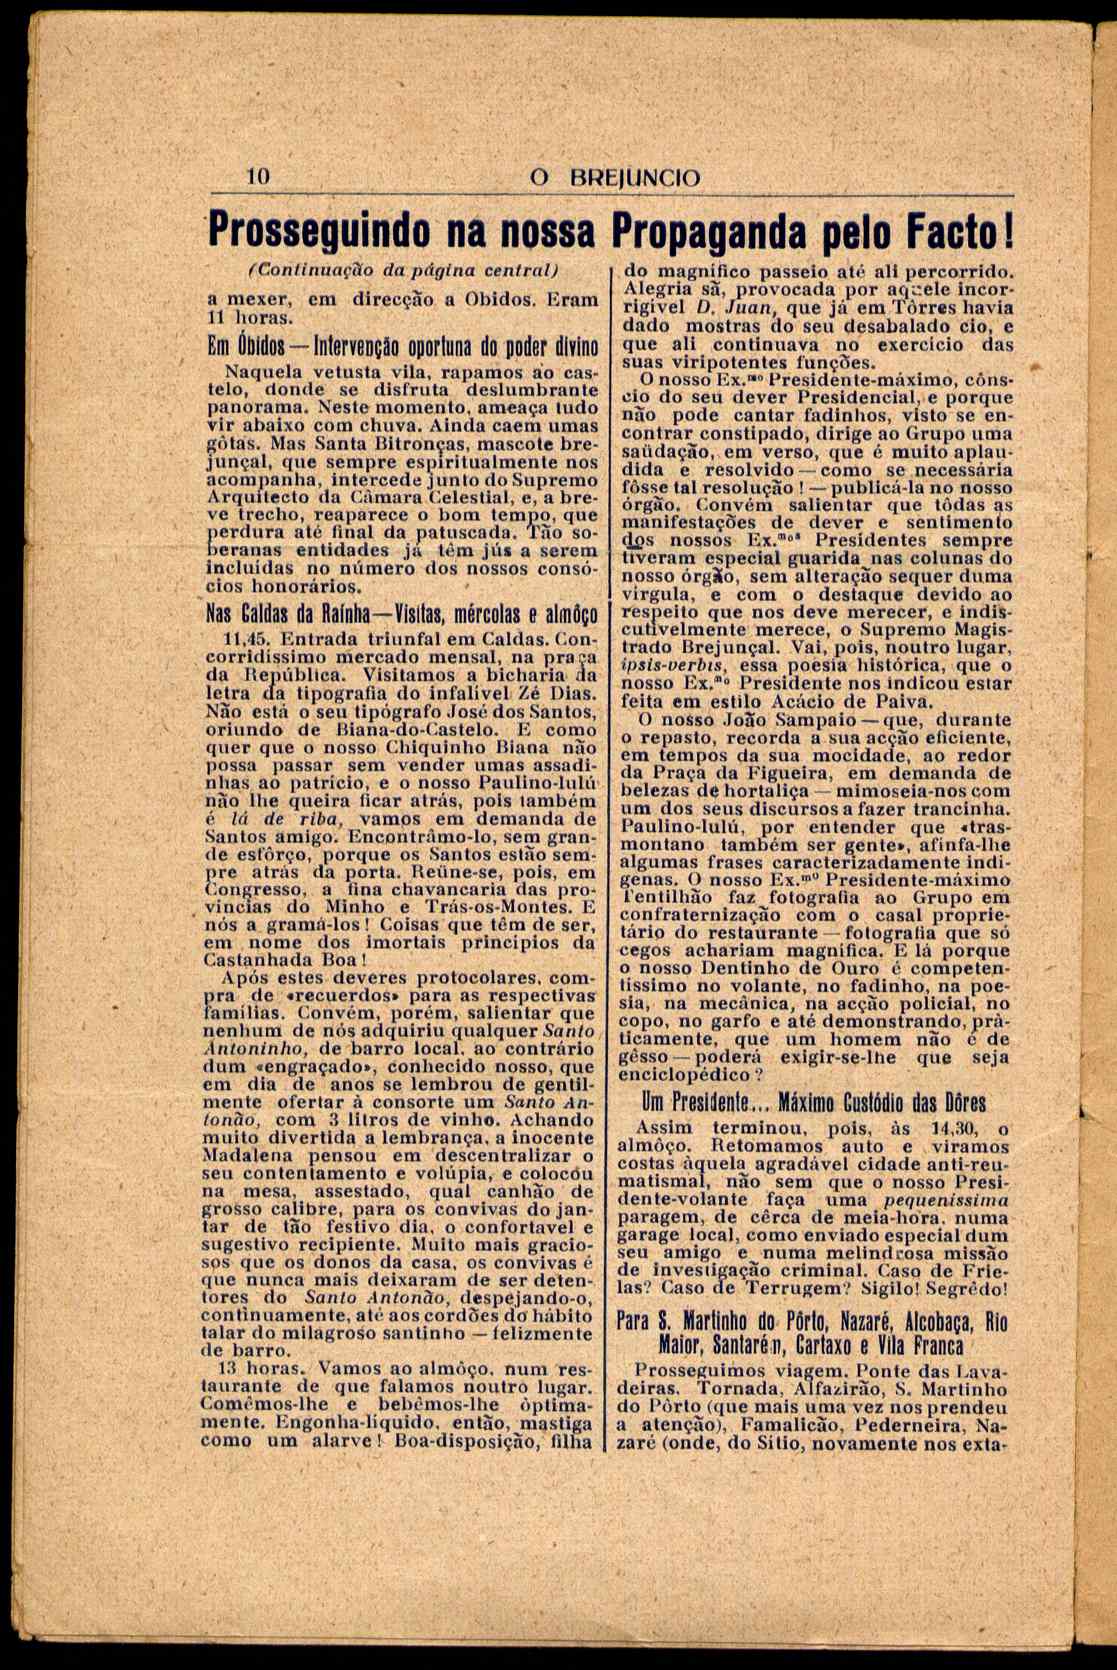 10
O BREJUNCIO
Prosseguindo na nossa Propaganda pelo Facto!
(Continuação da página central)
a mexer, em direcção a Obidos. Eram
11 horas.
Em Óbidos — Intervenção oportuna do poder divino
Naquela vetusta vila, rapamos ao cas-
telo, donde se disfruta deslumbrante
panorama. Neste momento, ameaça tudo
vir abaixo com chuva. Ainda caem umas
gôtas. Mas Santa Bitronças, mascote bre-
junçal, que sempre espiritualmente nos
acompanha, intercede junto do Supremo
Arquitecto da Câmara Celestial, e, a bre-
ve trecho, reaparece o bom tempo, que
perdura até final da patuscada. Tão so-
beranas entidades já têm jús a serem
incluídas no número dos nossos consó-
cios honorários.
Nas Caldas da Raínha—Visitas, mércolas e almôço
11,45. Entrada triunfal em Caldas. Con-
corridíssimo mercado mensal, na praça
da República. Visitamos a bicharia da
letra da tipografia do infalível Zé Dias.
Não está o seu tipógrafo José dos Santos,
oriundo de Biana-do-Castelo. E como
quer que o nosso Chiquinho Biana não
possa passar sem vender umas assadi-
nhas ao patrício, e o nosso Paulino-lulú
não lhe queira ficar atrás, pois também
é lá de riba, vamos em demanda de
Santos amigo. Encontrâmo-lo, sem gran-
de esfôrço, porque os Santos estão sem-
pre atrás da porta. Reüne-se, pois, em
Congresso, a fina chavancaria das pro-
víncias do Minho e Trás-os-Montes. E
nós a gramá-los! Coisas que têm de ser,
em nome dos imortais princípios da
Castanhada Boa!
Após estes deveres protocolares, com-
pra de «recuerdos» para as respectivas
famílias. Convém, porém, salientar que
nenhum de nós adquiriu qualquer Santo
Antoninho, de barro local, ao contrário
dum «engraçado», conhecido nosso, que
em dia de anos se lembrou de gentil-
mente ofertar à consorte um Santo An-
tonão, com 3 litros de vinho. Achando
muito divertida a lembrança, a inocente
Madalena pensou em descentralizar o
seu contentamento e volúpia, e colocou
na mesa, assestado, qual canhão de
grosso calibre, para os convivas do jan-
tar de tão festivo dia, o confortavel e
sugestivo recipiente. Muito mais gracio-
sos que os donos da casa, os convivas é
que nunca mais deixaram de ser deten-
tores do Santo Antonão, despejando-o,
continuamente, até aos cordões do hábito
talar do milagroso santinho — felizmente
de barro.
13 horas. Vamos ao almôço, num res-
taurante de que falamos noutro lugar.
Comêmos-lhe e bebêmos-lhe òptima-
mente. Engonha-líquido, então, mastiga
como um alarve! Boa-disposição, filha
do magnífico passeio até ali percorrido.
Alegria sã, provocada por aquele incor-
rigível D. Juan, que já em Tôrres havia
dado mostras do seu desabalado cio, e
que ali continuava no exercício das
suas viripotentes funções.
O nosso Ex.mo Presidente-máximo, côns-
cio do seu dever Presidencial, e porque
não pode cantar fadinhos, visto se en-
contrar constipado, dirige ao Grupo uma
saüdação, em verso, que é muito aplau-
dida e resolvido — como se necessária
fôsse tal resolução! — publicá-la no nosso
órgão. Convém salientar que tôdas as
manifestações de dever e sentimento
dos nossos Ex.mos Presidentes sempre
tiveram especial guarida nas colunas do
nosso órgão, sem alteração sequer duma
vírgula, e com o destaque devido ao
respeito que nos deve merecer, e indis-
cutivelmente merece, o Supremo Magis-
trado Brejunçal. Vai, pois, noutro lugar,
ipsis-verbis, essa poesia histórica, que o
nosso Ex.mo Presidente nos indicou estar
feita em estilo Acácio de Paiva.
O nosso João Sampaio — que, durante
o repasto, recorda a sua acção eficiente,
em tempos da sua mocidade, ao redor
da Praça da Figueira, em demanda de
belezas de hortaliça — mimoseia-nos com
um dos seus discursos a fazer trancinha.
Paulino-lulú, por entender que «tras-
montano também ser gente», afinfa-lhe
algumas frases caracterizadamente indí-
genas. O nosso Ex.mo Presidente-máximo
Tentilhão faz fotografia ao Grupo em
confraternização com o casal proprie-
tário do restaurante — fotografia que só
cegos achariam magnífica. E lá porque
o nosso Dentinho de Ouro é competen-
tíssimo no volante, no fadinho, na poe-
sia, na mecânica, na acção policial, no
copo, no garfo e até demonstrando, prà-
ticamente, que um homem não é de
gêsso — poderá exigir-se-lhe que seja
enciclopédico?
Um Presidente... Máximo Custódio das Dôres
Assim terminou, pois, às 14,30, o
almôço. Retomamos auto e viramos
costas àquela agradável cidade anti-reu-
matismal, não sem que o nosso Presi-
dente-volante faça uma pequeníssima
paragem, de cêrca de meia-hora, numa
garage local, como enviado especial dum
seu amigo e numa melindrosa missão
de investigação criminal. Caso de Frie-
las? Caso de Terrugem? Sigilo! Segrêdo!
Para S. Martinho do Pôrto, Nazaré, Alcobaça, Rio
Maior, Santarém, Cartaxo e Vila Franca
Prosseguimos viagem. Ponte das Lava-
deiras. Tornada, Alfazirão, S. Martinho
do Pôrto (que mais uma vez nos prendeu
a atenção), Famalicão, Pederneira, Na-
zaré (onde, do Sítio, novamente nos exta-